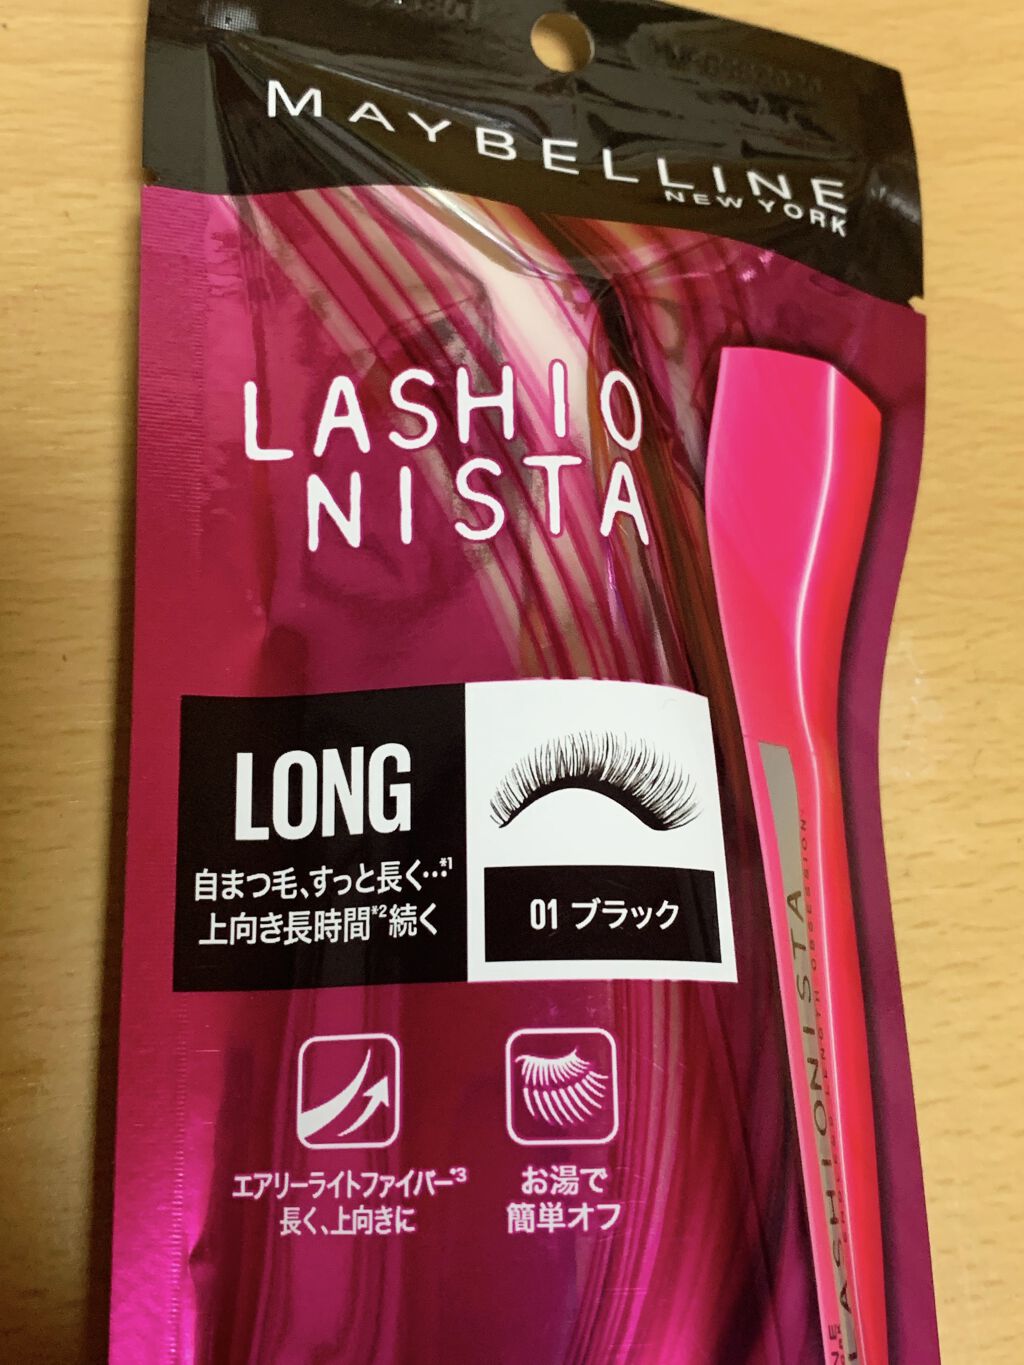 MAYBELLINE
NEW YORK
LASHIO
NISTA
LONG
自まつ毛、すっと長く…*1
上向き長時間*2続く
01 ブラック
エアリーライトファイバー*3
長く、上向きに
お湯で
簡単オフ
LASHIONISTA